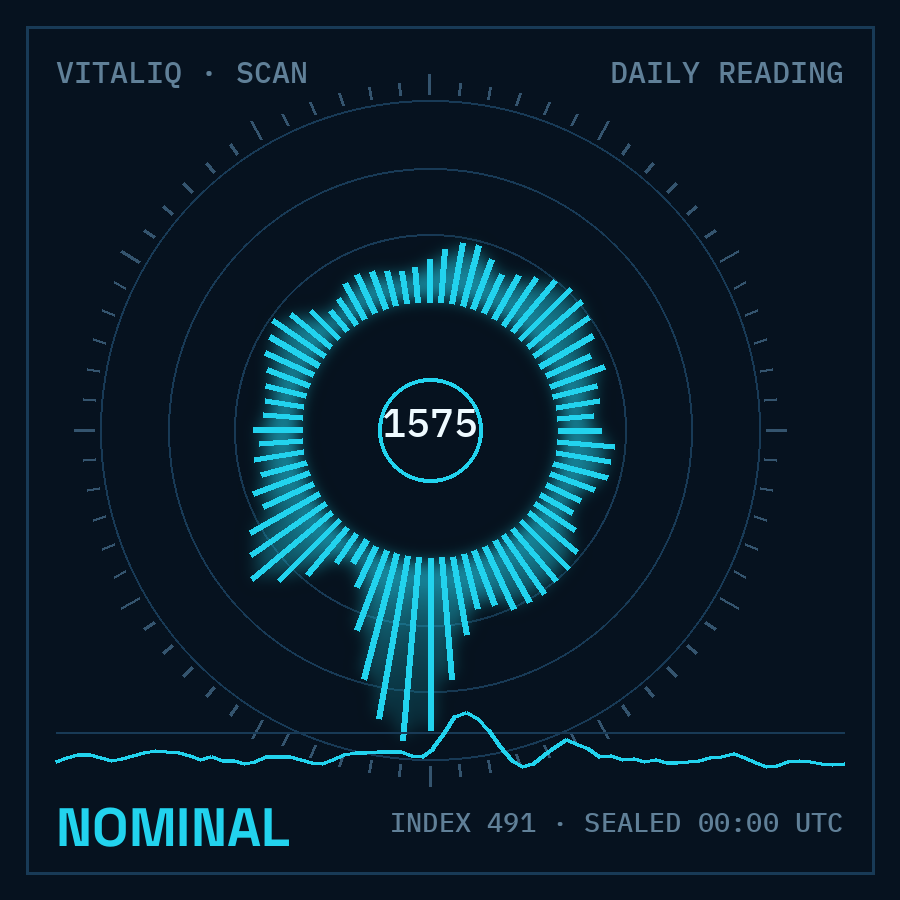 VITALIQ · SCAN
DAILY READING
1575
NOMINAL
INDEX 491 · SEALED 00:00 UTC